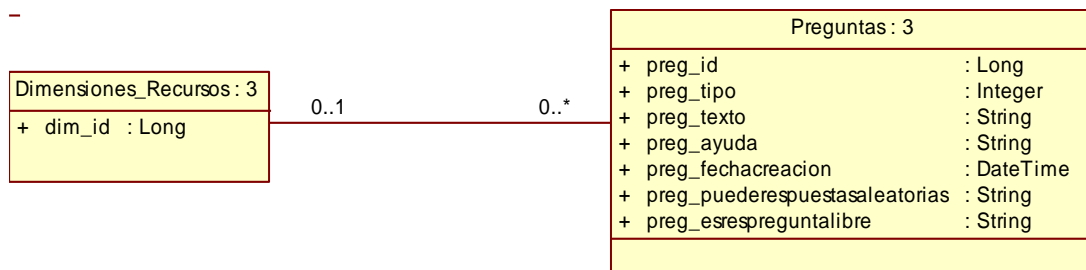 Dimensiones_Recursos : 3
+ dim_id : Long
0..1
0..*
Preguntas : 3
+ preg_id : Long
+ preg_tipo : Integer
+ preg_texto : String
+ preg_ayuda : String
+ preg_fechacreacion : DateTime
+ preg_puederespuestasaleatorias : String
+ preg_esrespreguntalibre : String